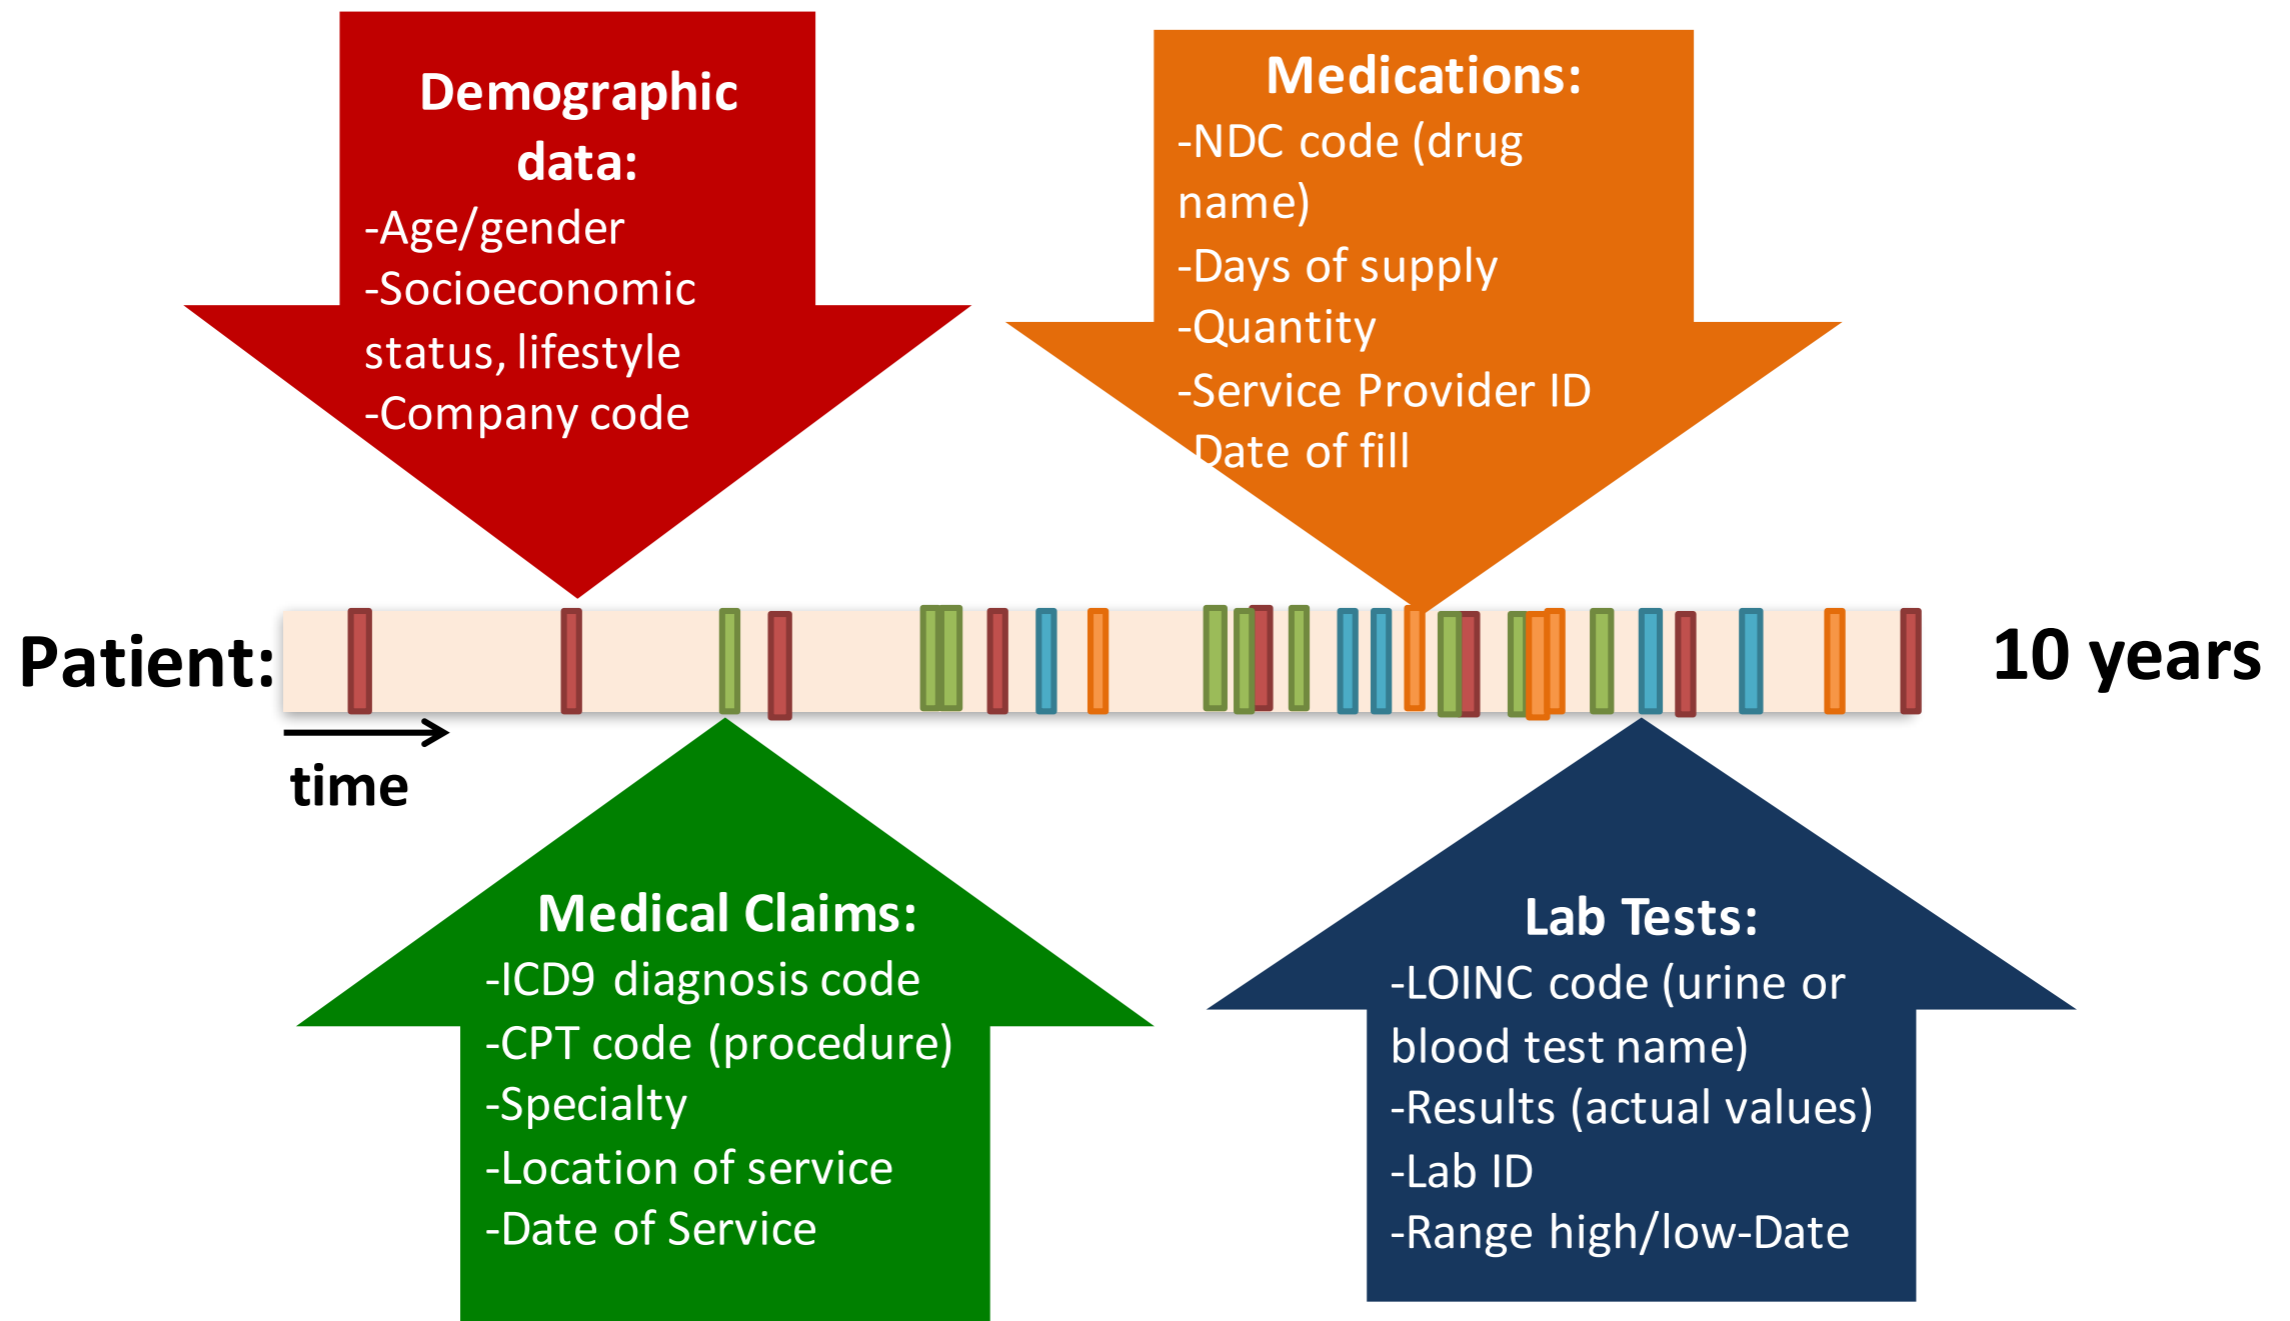 Demographic
data:
-Age/gender
-Socioeconomic
status, lifestyle
-Company code
Medications:
-NDC code (drug
name)
-Days of supply
-Quantity
-Service Provider ID
-Date of fill
Patient:
10 years
time
Medical Claims:
-ICD9 diagnosis code
-CPT code (procedure)
-Specialty
-Location of service
-Date of Service
Lab Tests:
-LOINC code (urine or
blood test name)
-Results (actual values)
-Lab ID
-Range high/low-Date